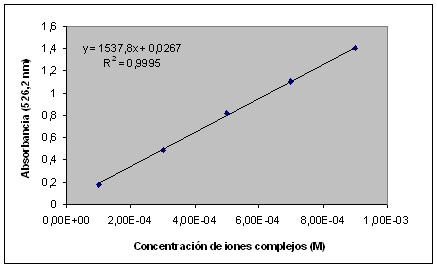 1,6
1,4
1,2
1
0,8
0,6
0,4
0,2
0
y = 1537,8x + 0,0267
R2 = 0,9995
Absorbancia (526,2 nm)
0,00E+00 2,00E-04 4,00E-04 6,00E-04 8,00E-04 1,00E-03
Concentración de iones complejos (M)